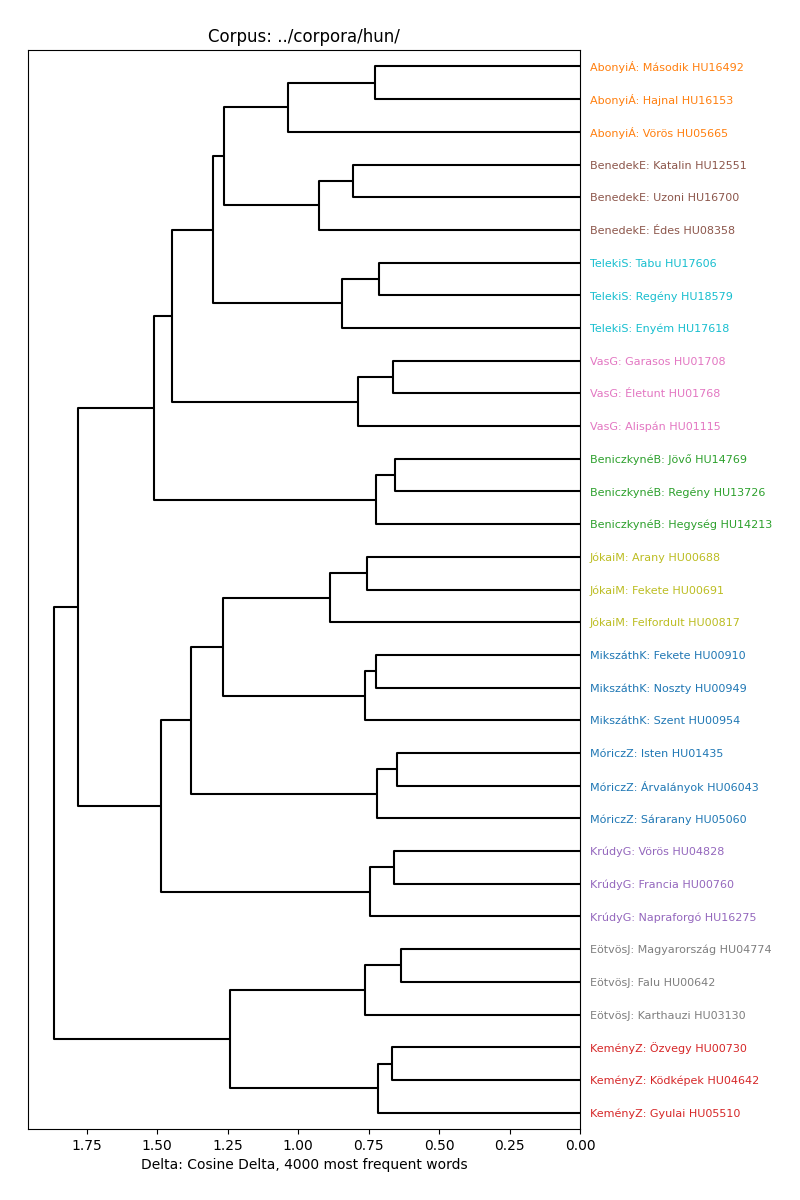 Corpus: ../corpora/hun/
AbonyiÁ: Második HU16492
AbonyiÁ: Hajnal HU16153
AbonyiÁ: Vörös HU05665
BenedekE: Katalin HU12551
BenedekE: Uzoni HU16700
BenedekE: Édes HU08358
TelekiS: Tabu HU17606
TelekiS: Regény HU18579
TelekiS: Enyém HU17618
VasG: Garasos HU01708
VasG: Életunt HU01768
VasG: Alispán HU01115
BeniczkynéB: Jövő HU14769
BeniczkynéB: Regény HU13726
BeniczkynéB: Hegység HU14213
JókaiM: Arany HU00688
JókaiM: Fekete HU00691
JókaiM: Felfordult HU00817
MikszáthK: Fekete HU00910
MikszáthK: Noszty HU00949
MikszáthK: Szent HU00954
MóriczZ: Isten HU01435
MóriczZ: Árvalányok HU06043
MóriczZ: Sárarany HU05060
KrúdyG: Vörös HU04828
KrúdyG: Francia HU00760
KrúdyG: Napraforgó HU16275
EötvösJ: Magyarország HU04774
EötvösJ: Falu HU00642
EötvösJ: Karthauzi HU03130
KeményZ: Özvegy HU00730
KeményZ: Ködképek HU04642
KeményZ: Gyulai HU05510
1.75 1.50 1.25 1.00 0.75 0.50 0.25 0.00
Delta: Cosine Delta, 4000 most frequent words